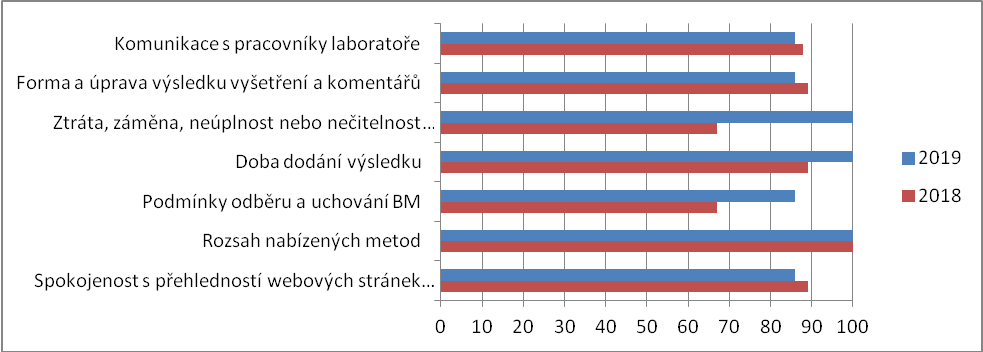 Komunikace s pracovníky laboratoře
Forma a úprava výsledku vyšetření a komentářů
Ztráta, záměna, neúplnost nebo nečitelnost...
Doba dodání výsledku
Podmínky odběru a uchování BM
Rozsah nabízených metod
Spokojenost s přehledností webových stránek...
0 10 20 30 40 50 60 70 80 90 100
2019
2018